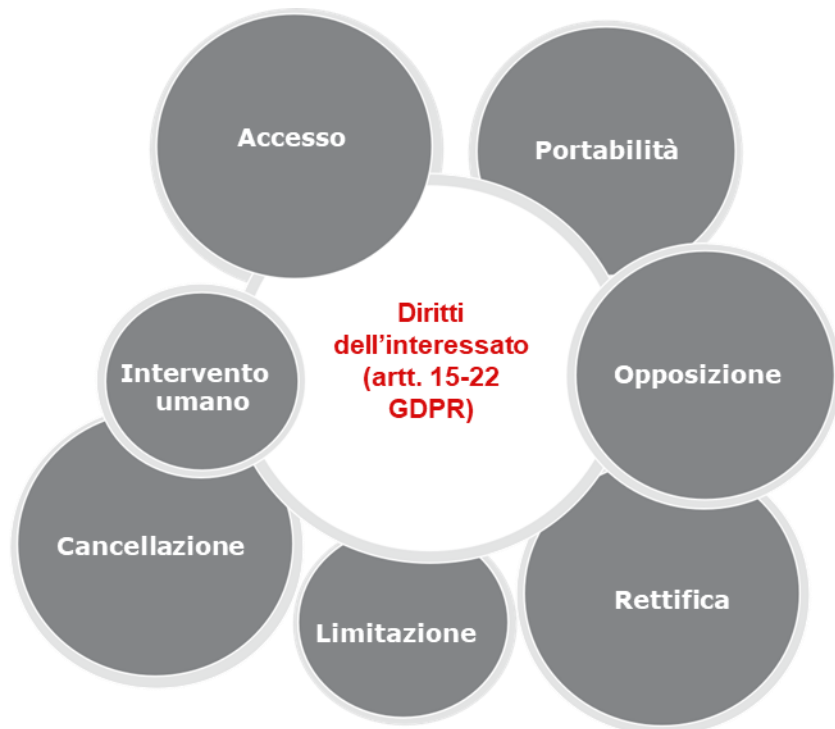 Accesso
Portabilità
Diritti
dell’interessato
(artt. 15-22
GDPR)
Intervento
umano
Opposizione
Cancellazione
Rettifica
Limitazione